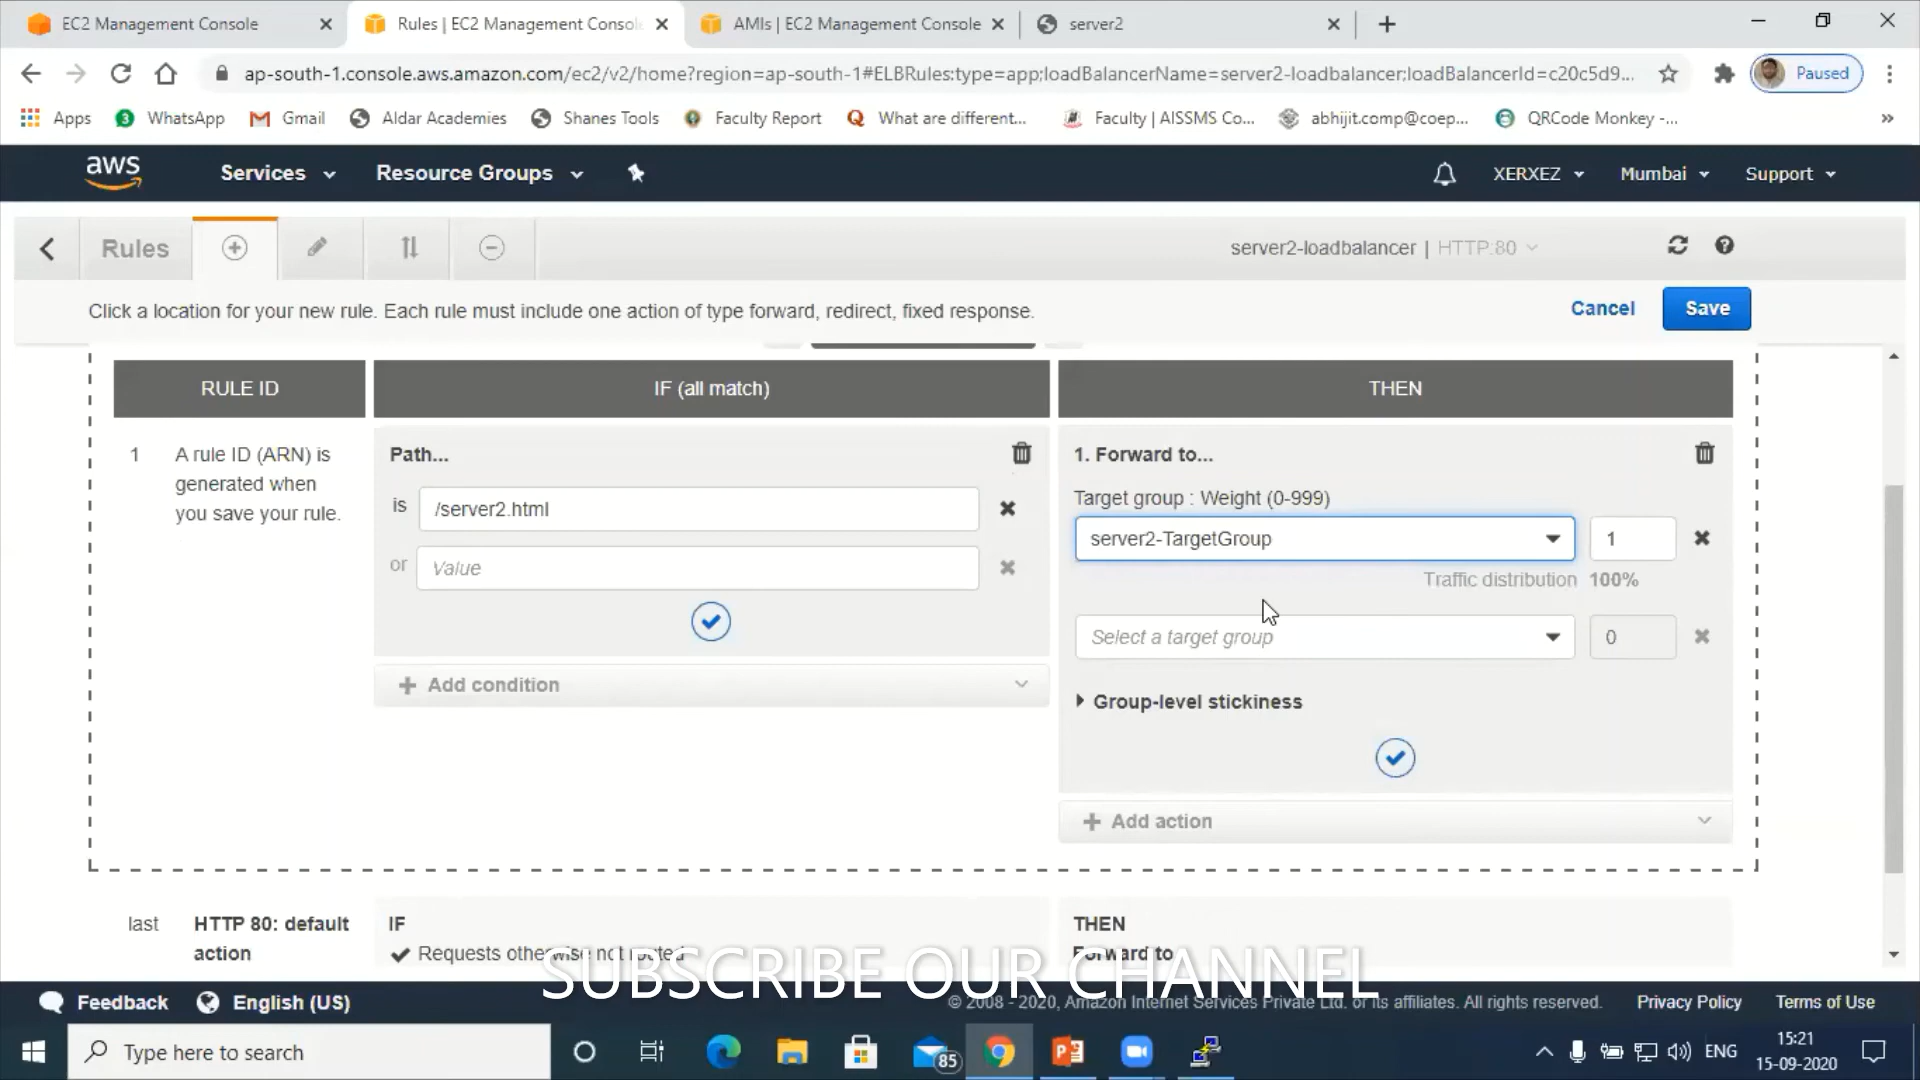 EC2 Management Console
Rules | EC2 Management Consol
AMIs | EC2 Management Console
server2
ap-south-1.console.aws.amazon.com/ec2/v2/home?region=ap-south-1#ELBRules:type=app;loadBalancerName=server2-loadbalancer;loadBalancerId=c20c5d9...
Paused
Apps
3 WhatsApp
Gmail
Aldar Academies
Shanes Tools
Faculty Report
What are different...
Faculty | AISSMS Co...
abhijit.comp@coep...
QRCode Monkey -...
»
aws
Services
Resource Groups
XERXEZ
Mumbai
Support
Rules
server2-loadbalancer | HTTP:80
Click a location for your new rule. Each rule must include one action of type forward, redirect, fixed response.
Cancel
Save
RULE ID
IF (all match)
THEN
1
A rule ID (ARN) is
generated when
you save your rule.
Path...
is
/server2.html
or
Value
+ Add condition
1. Forward to...
Target group : Weight (0-999)
server2-TargetGroup
1
Traffic distribution 100%
Select a target group
0
Group-level stickiness
+ Add action
last
HTTP 80: default
action
IF
Requests otherwise not routed
THEN
Forward to
SUBSCRIBE OUR CHANNEL
Feedback
English (US)
© 2008 - 2020, Amazon Internet Services Private Ltd. or its affiliates. All rights reserved.
Privacy Policy
Terms of Use
Type here to search
85
ENG
15:21
15-09-2020